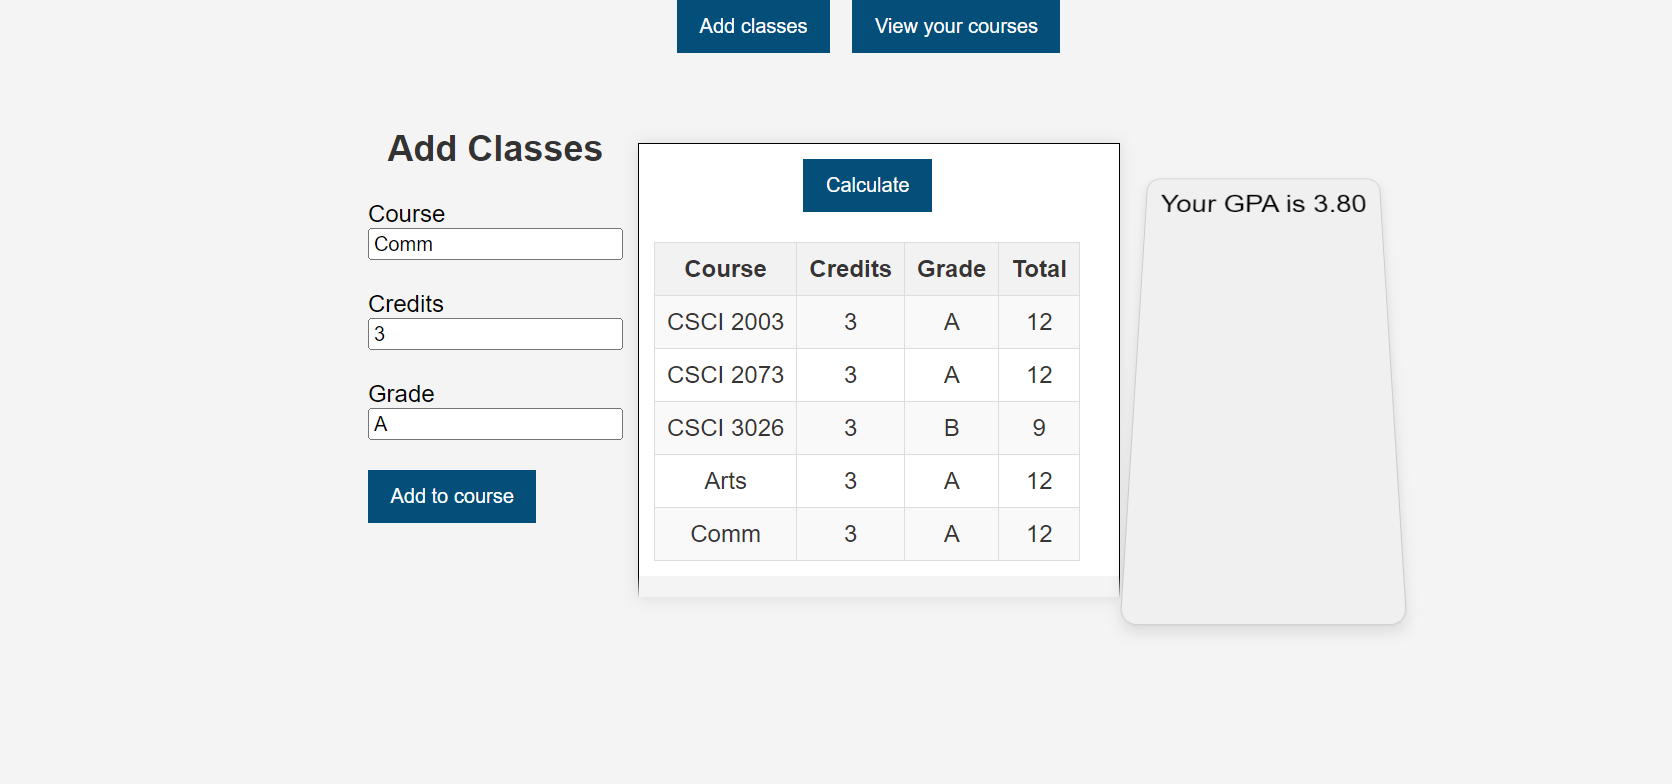 Add classes View your courses
Add Classes
Course
Comm
Credits
3
Grade
A
Add to course
Calculate
Course Credits Grade Total
CSCI 2003 3 A 12
CSCI 2073 3 A 12
CSCI 3026 3 B 9
Arts 3 A 12
Comm 3 A 12
Your GPA is 3.80